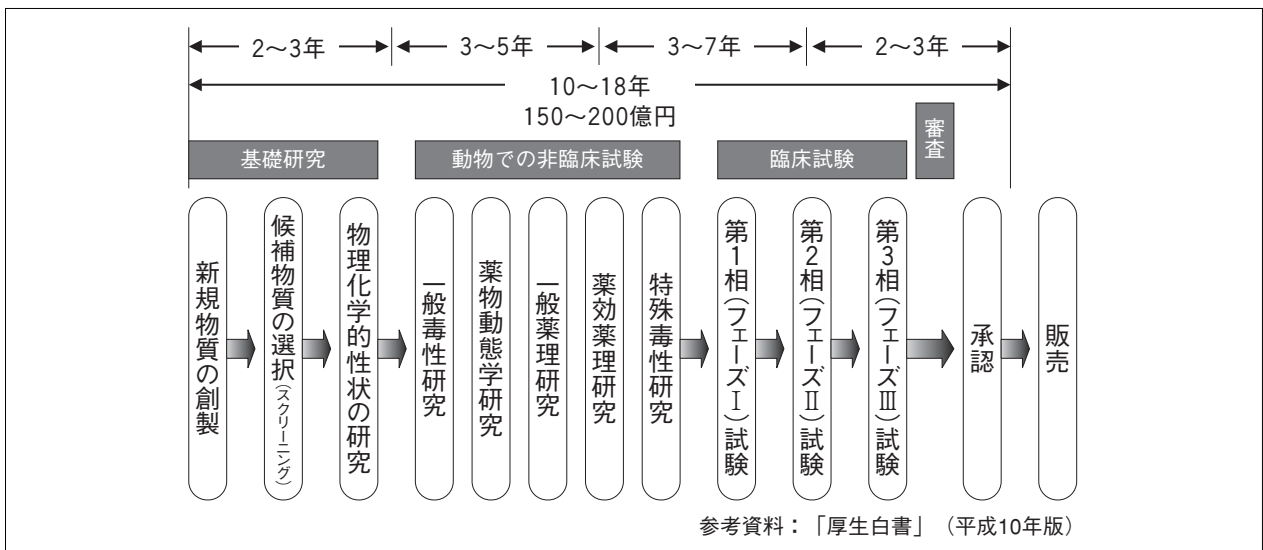 2〜3年
3〜5年
3〜7年
2〜3年
10〜18年
150〜200億円
基礎研究
動物での非臨床試験
臨床試験
審査
新規物質の創製
候補物質の選択(スクリーニング)
物理化学的性状の研究
一般毒性研究
薬物動態学研究
一般薬理研究
薬効薬理研究
特殊毒性研究
第1相(フェーズⅠ)試験
第2相(フェーズⅡ)試験
第3相(フェーズⅢ)試験
承認
販売
参考資料:「厚生白書」(平成10年版)